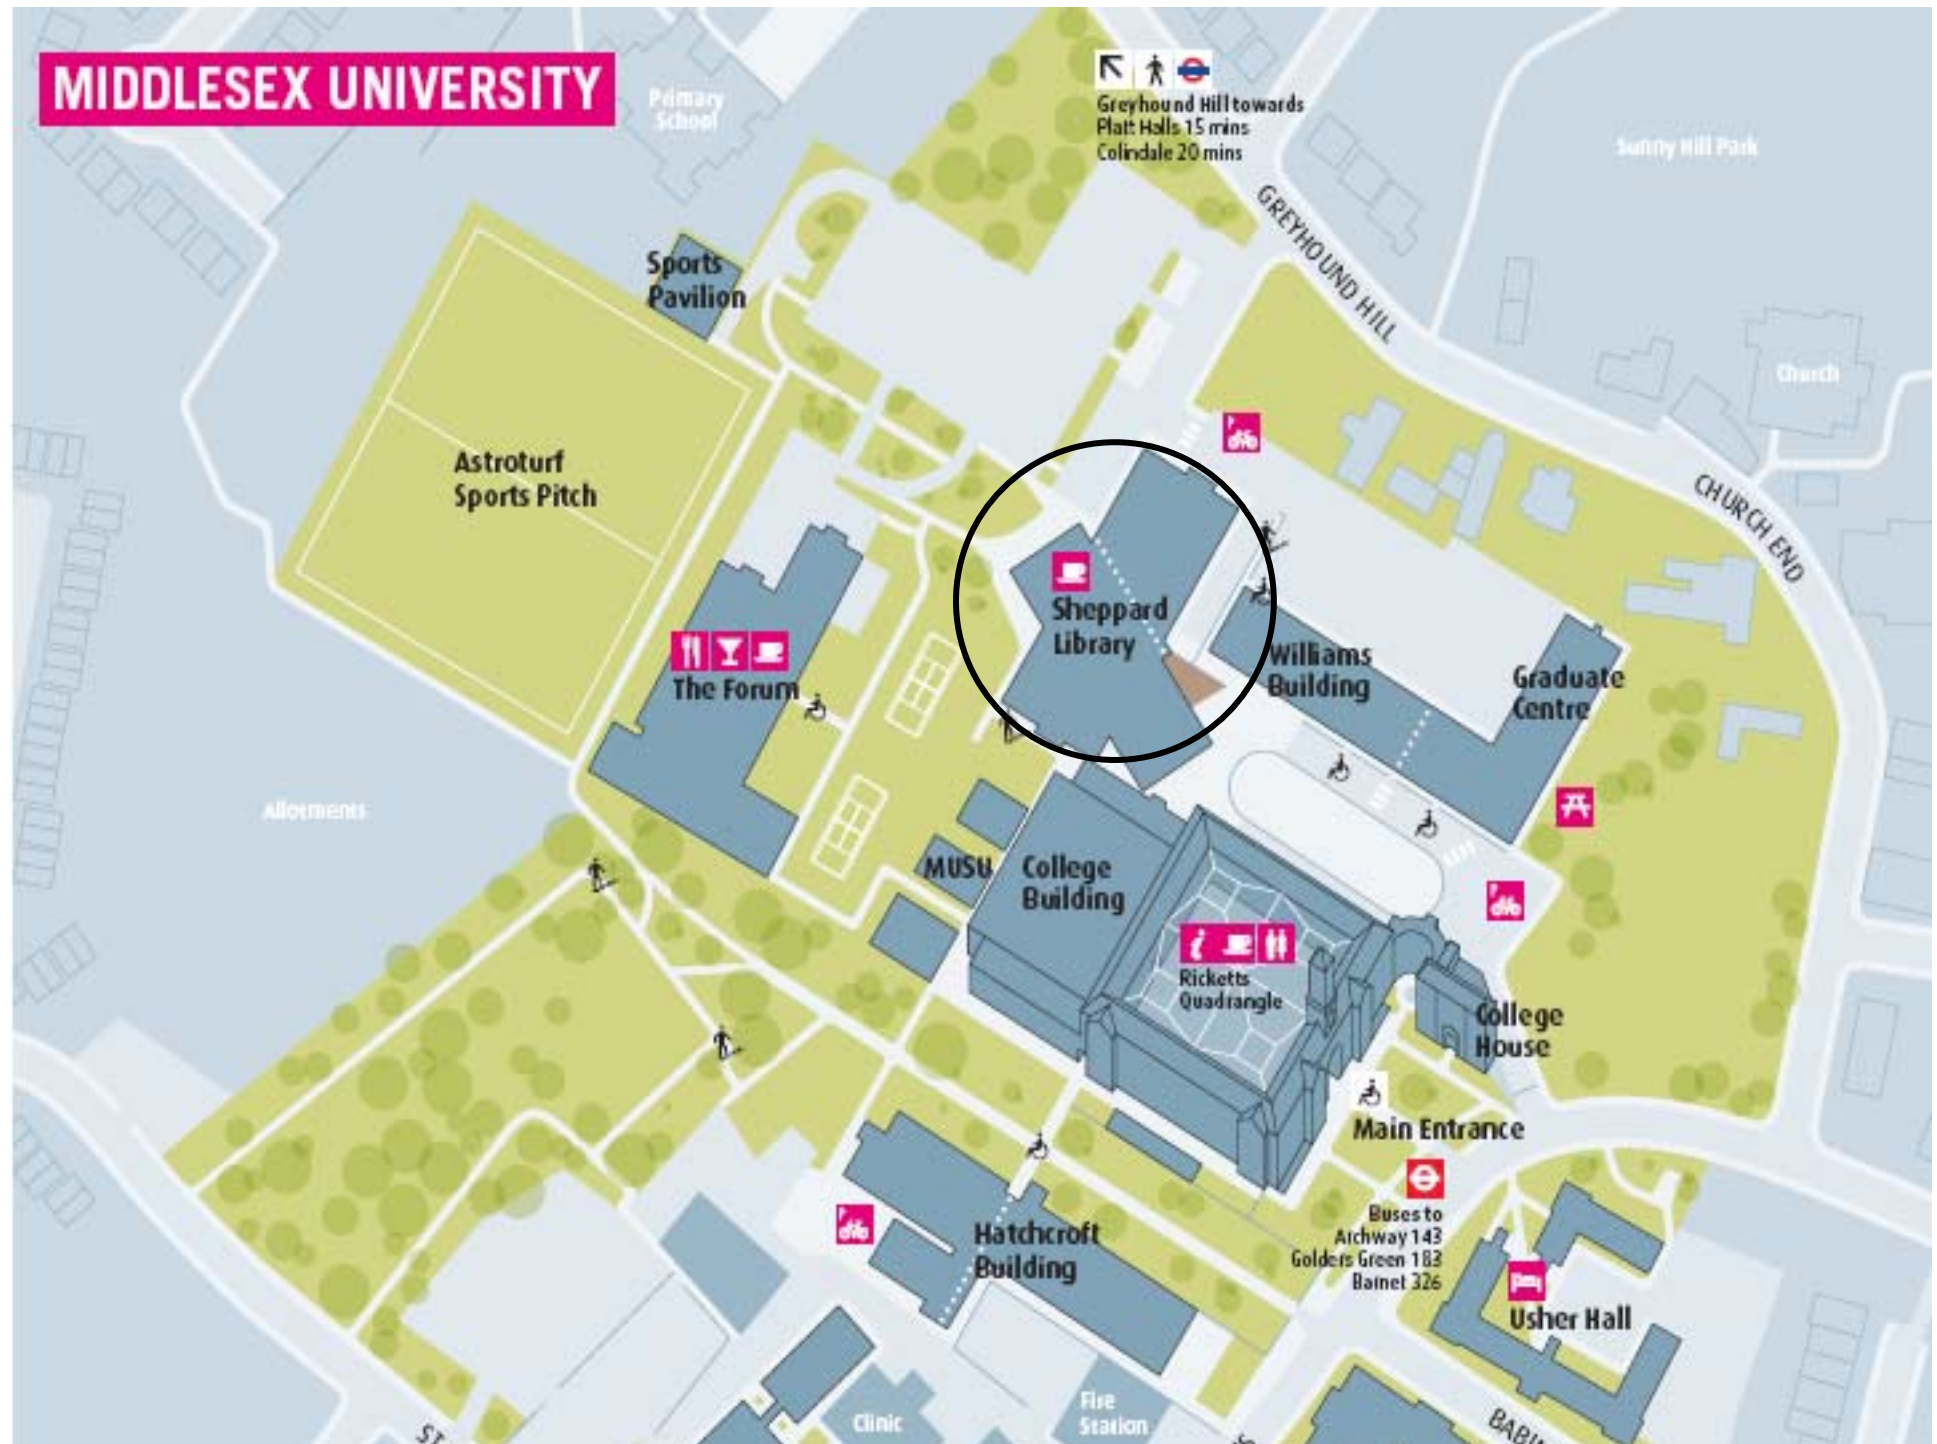 MIDDLESEX UNIVERSITY
Primary
School
Greyhound Hill towards
Platt Halls 15 mins
Colindale 20 mins
Sunny Hill Park
GREYHOUND HILL
Sports
Pavilion
Church
Astroturf
Sports Pitch
CHURCH END
Sheppard
Library
Williams
Building
Graduate
Centre
The Forum
Allotments
MUSU
College
Building
Ricketts
Quadrangle
College
House
Main Entrance
Buses to
Archway 143
Golders Green 183
Barnet 326
Hatchcroft
Building
Usher Hall
Fire
Station
Clinic
ST
BABIN